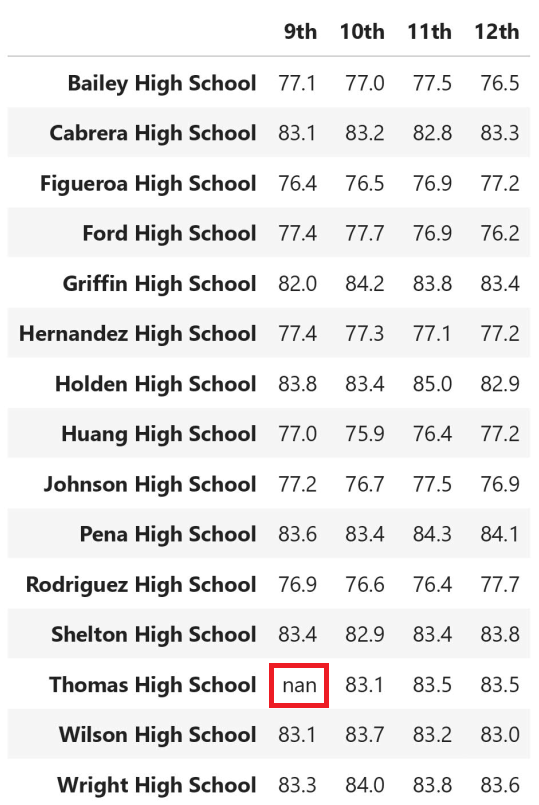 9th 10th 11th 12th
Bailey High School 77.1 77.0 77.5 76.5
Cabrera High School 83.1 83.2 82.8 83.3
Figueroa High School 76.4 76.5 76.9 77.2
Ford High School 77.4 77.7 76.9 76.2
Griffin High School 82.0 84.2 83.8 83.4
Hernandez High School 77.4 77.3 77.1 77.2
Holden High School 83.8 83.4 85.0 82.9
Huang High School 77.0 75.9 76.4 77.2
Johnson High School 77.2 76.7 77.5 76.9
Pena High School 83.6 83.4 84.3 84.1
Rodriguez High School 76.9 76.6 76.4 77.7
Shelton High School 83.4 82.9 83.4 83.8
Thomas High School nan 83.1 83.5 83.5
Wilson High School 83.1 83.7 83.2 83.0
Wright High School 83.3 84.0 83.8 83.6